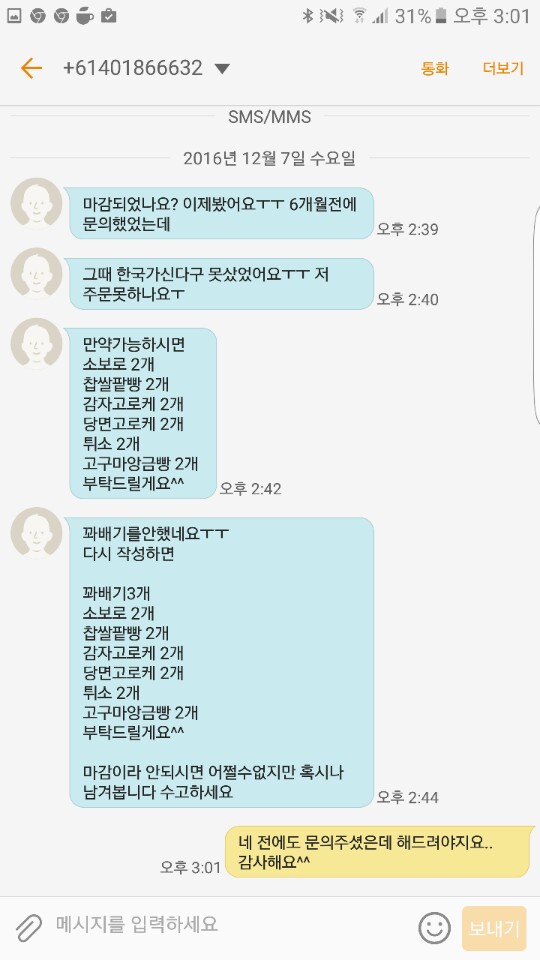 31% 오후 3:01
+61401866632
통화
더보기
SMS/MMS
2016년 12월 7일 수요일
마감되었나요? 이제봤어요ㅜㅜ 6개월전에
문의했었는데
오후 2:39
그때 한국가신다구 못샀었어요ㅜㅜ 저
주문못하나요ㅜ
오후 2:40
만약가능하시면
소보로 2개
찹쌀팥빵 2개
감자고로케 2개
당면고로케 2개
튀소 2개
고구마앙금빵 2개
부탁드릴게요^^
오후 2:42
꽈배기를안했네요ㅜㅜ
다시 작성하면
꽈배기3개
소보로 2개
찹쌀팥빵 2개
감자고로케 2개
당면고로케 2개
튀소 2개
고구마앙금빵 2개
부탁드릴게요^^
마감이라 안되시면 어쩔수없지만 혹시나
남겨봅니다 수고하세요
오후 2:44
네 전에도 문의주셨은데 해드려야지요..
감사해요^^
오후 3:01
메시지를 입력하세요
보내기